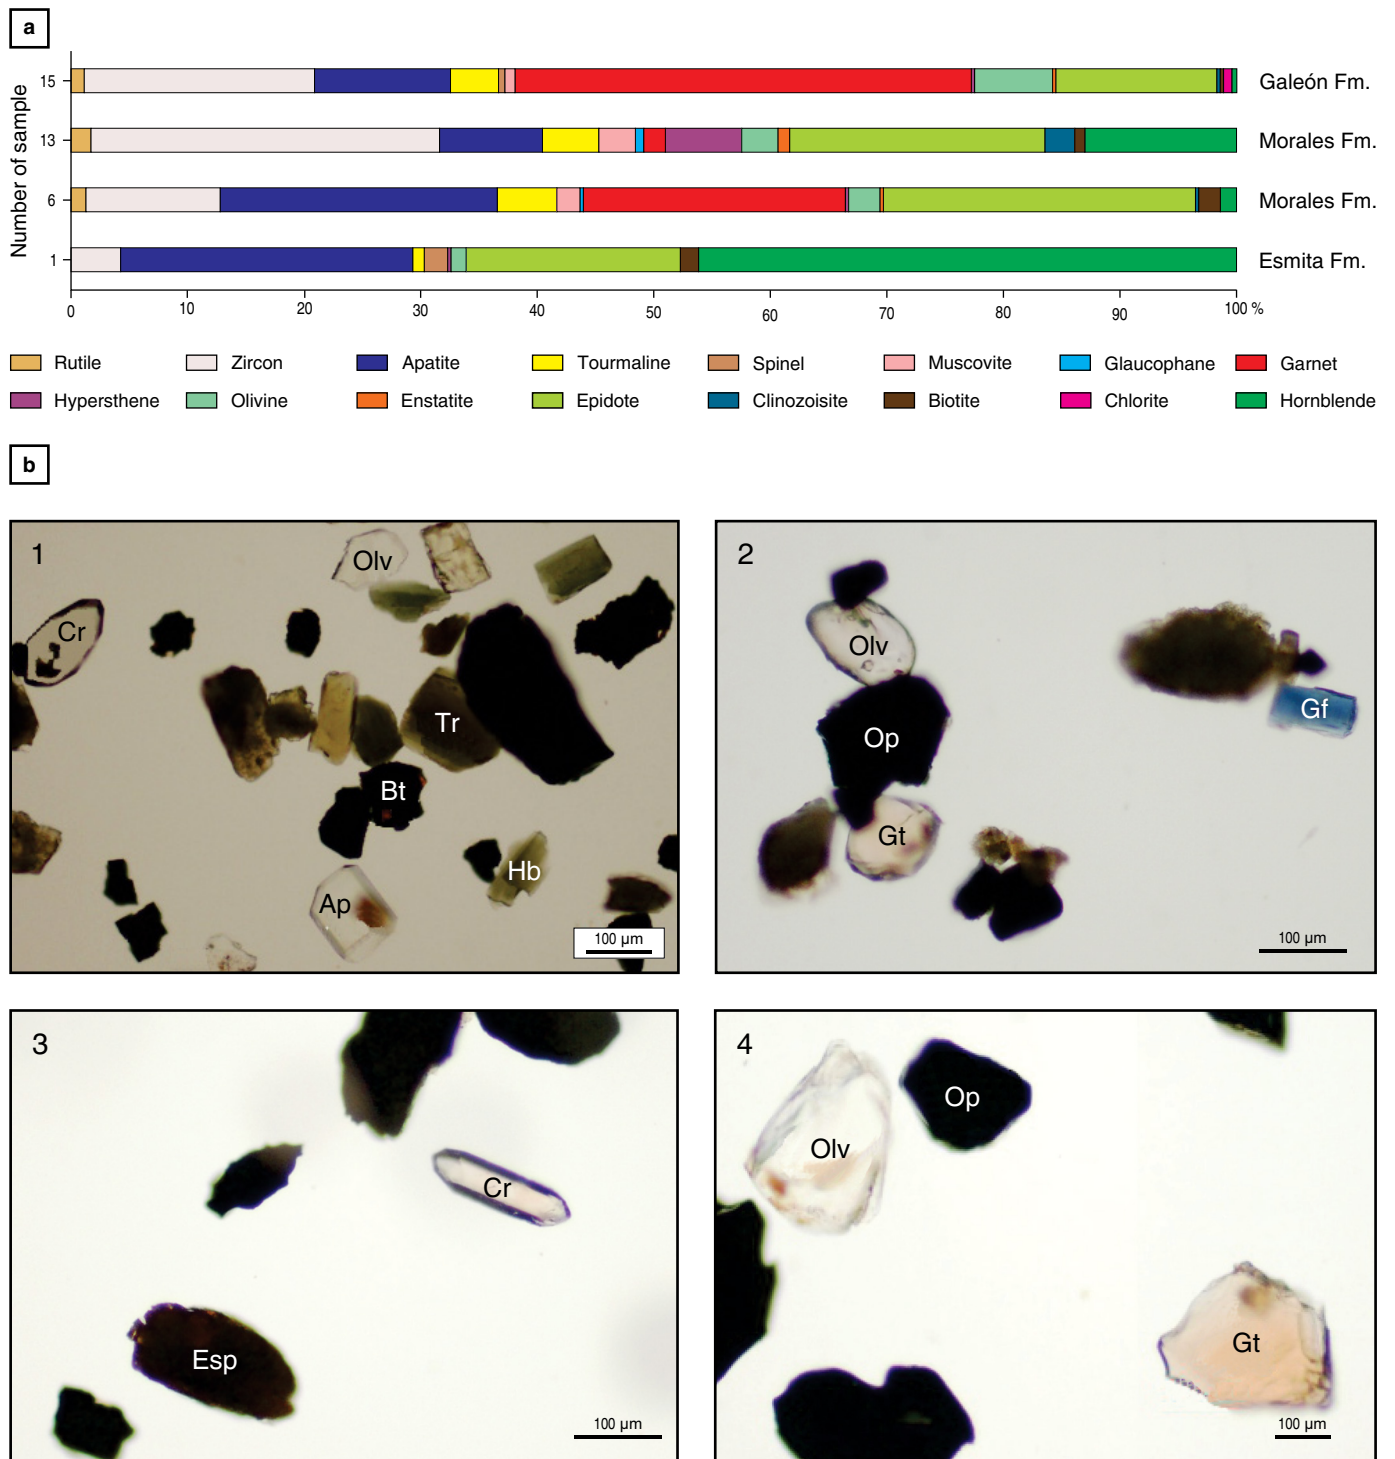 a
Number of sample
15
Galeón Fm.
13
Morales Fm.
6
Morales Fm.
1
Esmita Fm.
0 10 20 30 40 50 60 70 80 90 100 %
Rutile Zircon Apatite Tourmaline Spinel Muscovite Glaucophane Garnet
Hypersthene Olivine Enstatite Epidote Clinozoisite Biotite Chlorite Hornblende
b
1
Olv
Cr
Tr
Bt
Hb
Ap
100 µm
2
Olv
Gf
Op
Gt
100 µm
3
Cr
Esp
100 µm
4
Op
Olv
Gt
100 µm